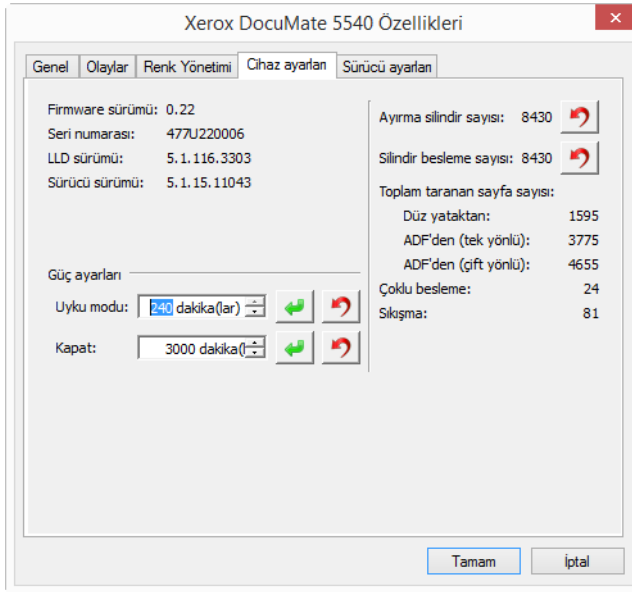 Xerox DocuMate 5540 Özellikleri
Genel Olaylar Renk Yönetimi Cihaz ayarları Sürücü ayarları
Firmware sürümü: 0.22
Seri numarası: 477U220006
LLD sürümü: 5.1.116.3303
Sürücü sürümü: 5.1.15.11043
Güç ayarları
Uyku modu: 240 dakika(lar)
Kapat: 3000 dakika(l
Ayırma silindir sayısı: 8430
Silindir besleme sayısı: 8430
Toplam taranan sayfa sayısı:
Düz yataktan: 1595
ADF'den (tek yönlü): 3775
ADF'den (çift yönlü): 4655
Çoklu besleme: 24
Sıkışma: 81
Tamam İptal